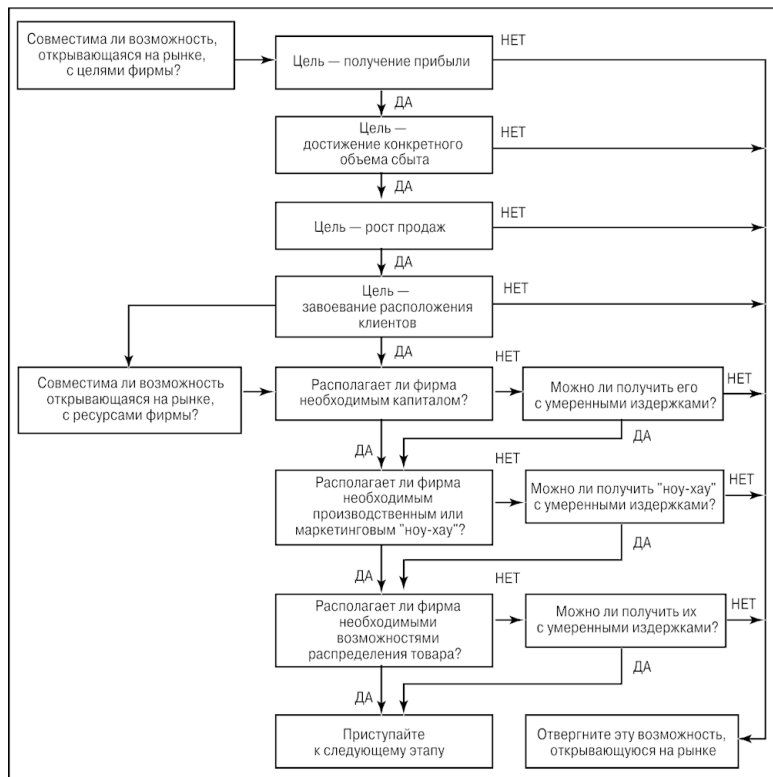 Совместима ли возможность,
открывающаяся на рынке,
с целями фирмы?
Цель — получение прибыли
НЕТ
ДА
Цель —
достижение конкретного
объема сбыта
НЕТ
ДА
Цель — рост продаж
НЕТ
ДА
Цель —
завоевание расположения
клиентов
НЕТ
ДА
Совместима ли возможность
открывающаяся на рынке,
с ресурсами фирмы?
Располагает ли фирма
необходимым капиталом?
НЕТ
Можно ли получить его
с умеренными издержками?
НЕТ
ДА
ДА
Располагает ли фирма
необходимым
производственным или
маркетинговым "ноу-хау"?
НЕТ
Можно ли получить "ноу-хау"
с умеренными издержками?
НЕТ
ДА
ДА
Располагает ли фирма
необходимыми
возможностями
распределения товара?
НЕТ
Можно ли получить их
с умеренными издержками?
НЕТ
ДА
ДА
Приступайте
к следующему этапу
Отвергните эту возможность,
открывающуюся на рынке